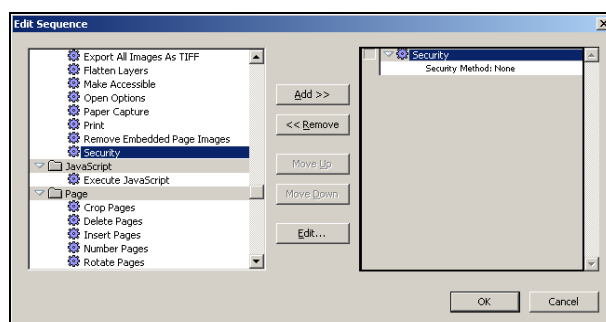 Edit Sequence
Export All Images As TIFF
Flatten Layers
Make Accessible
Open Options
Paper Capture
Print
Remove Embedded Page Images
Security
JavaScript
Execute JavaScript
Page
Crop Pages
Delete Pages
Insert Pages
Number Pages
Rotate Pages
Add >>
<< Remove
Move Up
Move Down
Edit...
Security
Security Method: None
OK
Cancel